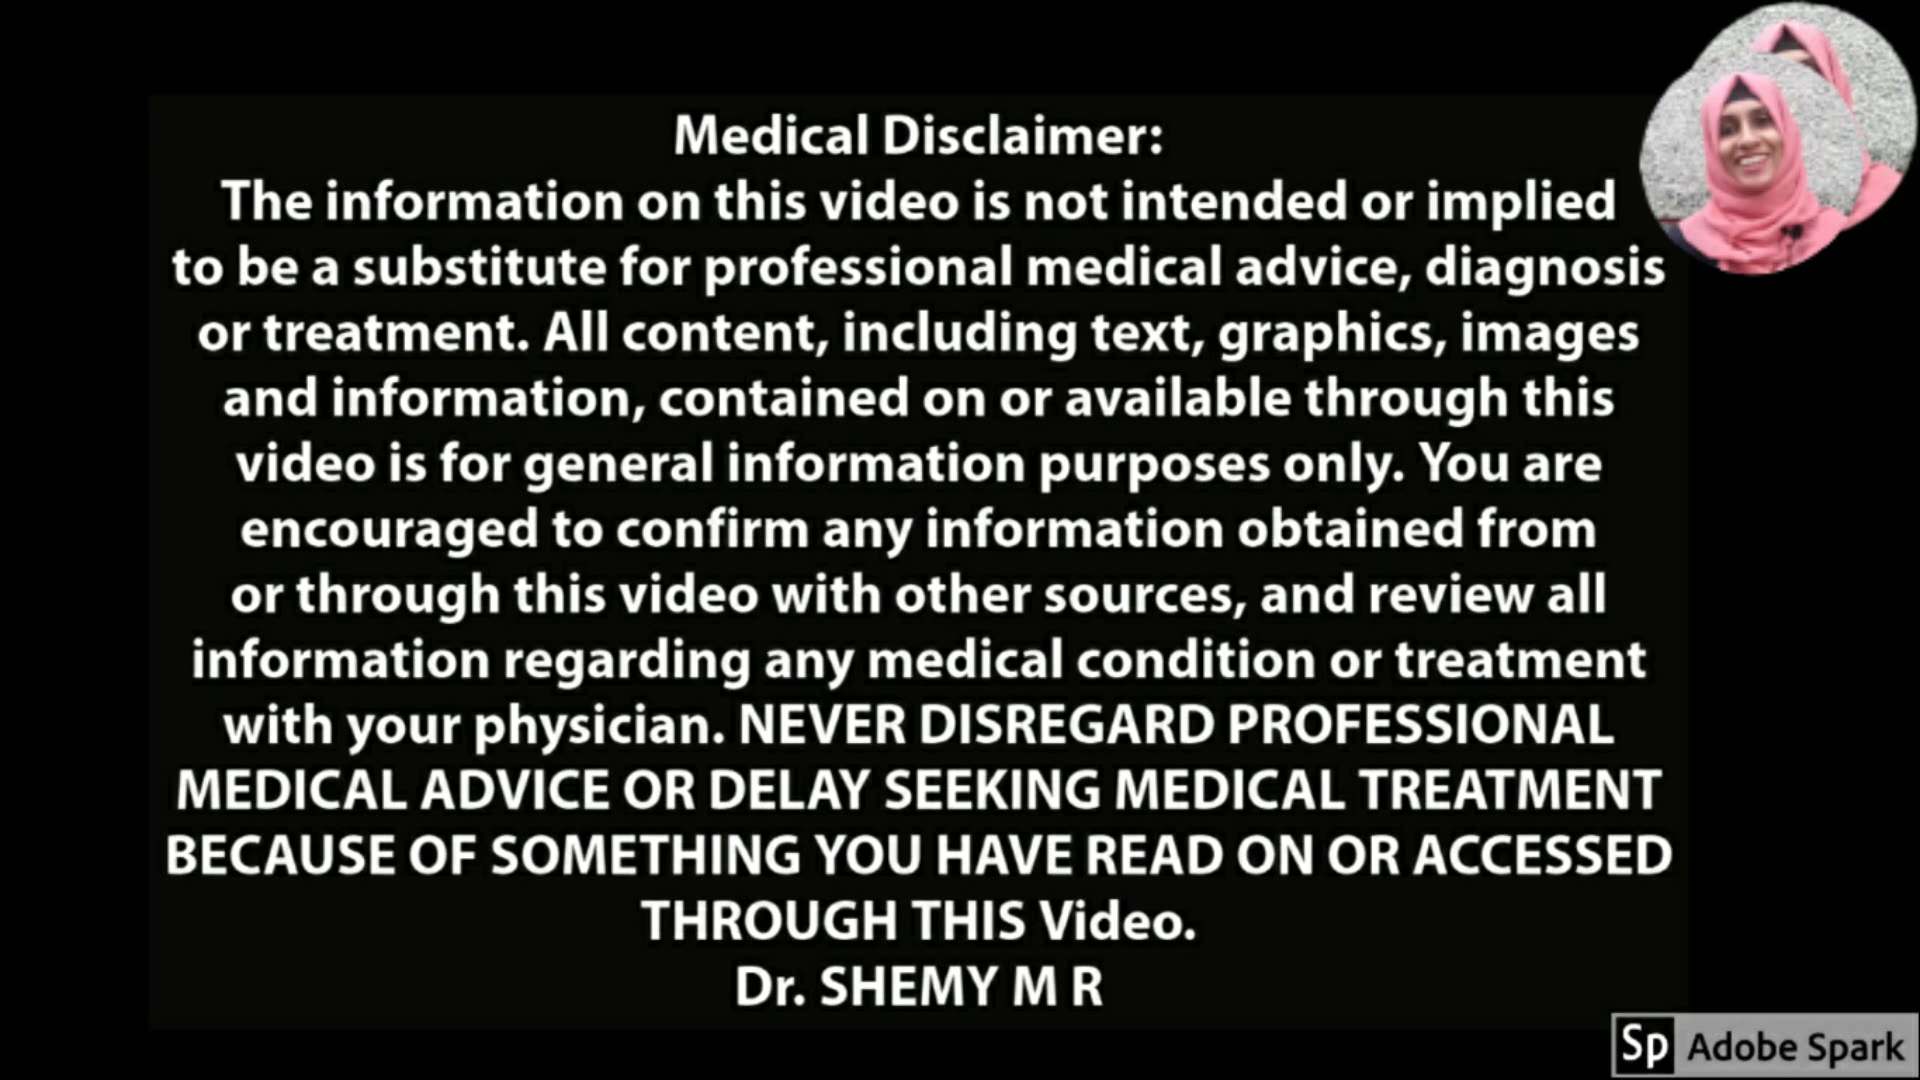 Medical Disclaimer:
The information on this video is not intended or implied
to be a substitute for professional medical advice, diagnosis
or treatment. All content, including text, graphics, images
and information, contained on or available through this
video is for general information purposes only. You are
encouraged to confirm any information obtained from
or through this video with other sources, and review all
information regarding any medical condition or treatment
with your physician. NEVER DISREGARD PROFESSIONAL
MEDICAL ADVICE OR DELAY SEEKING MEDICAL TREATMENT
BECAUSE OF SOMETHING YOU HAVE READ ON OR ACCESSED
THROUGH THIS Video.
Dr. SHEMY M R
Sp Adobe Spark